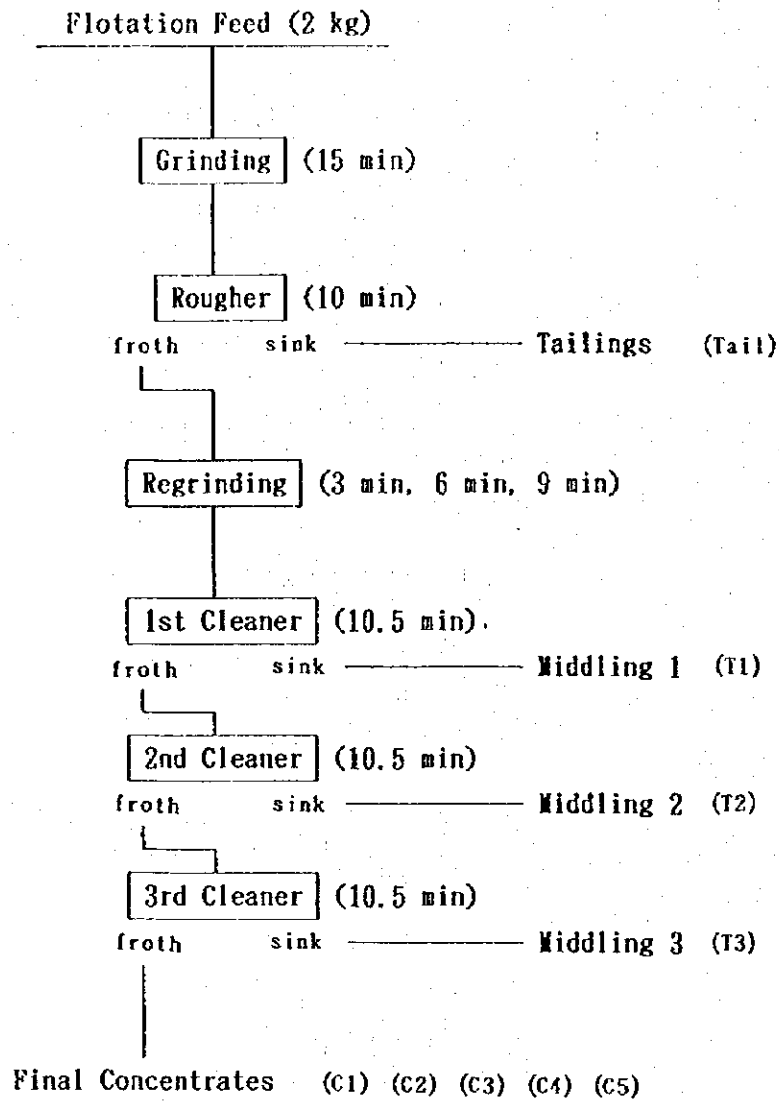 Flotation Feed (2 kg)
Grinding (15 min)
Rougher (10 min)
froth sink Tailings (Tail)
Regrinding (3 min, 6 min, 9 min)
1st Cleaner (10.5 min).
froth sink Middling 1 (T1)
2nd Cleaner (10.5 min)
froth sink Middling 2 (T2)
3rd Cleaner (10.5 min)
froth sink Middling 3 (T3)
Final Concentrates (C1) (C2) (C3) (C4) (C5)